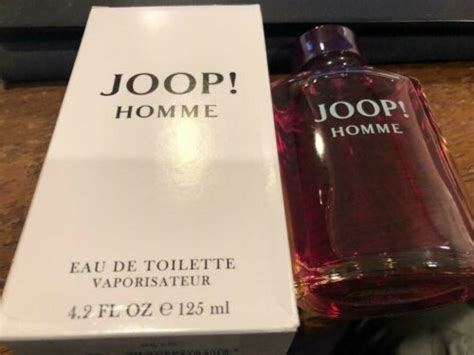 JOOP!
HOMME
EAU DE TOILETTE
VAPORISATEUR
4.2 FL OZ e 125 ml
JOOP!
HOMME